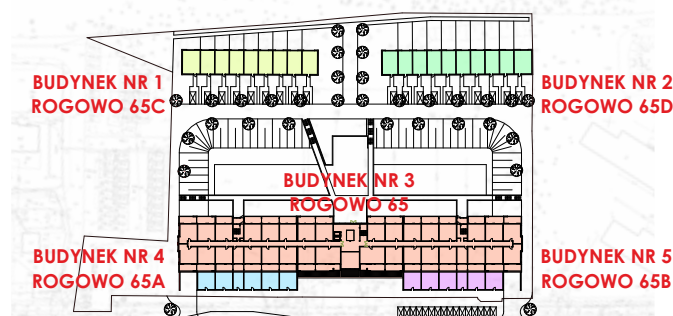 BUDYNEK NR 1
ROGOWO 65C
BUDYNEK NR 2
ROGOWO 65D
BUDYNEK NR 3
ROGOWO 65
BUDYNEK NR 4
ROGOWO 65A
BUDYNEK NR 5
ROGOWO 65B